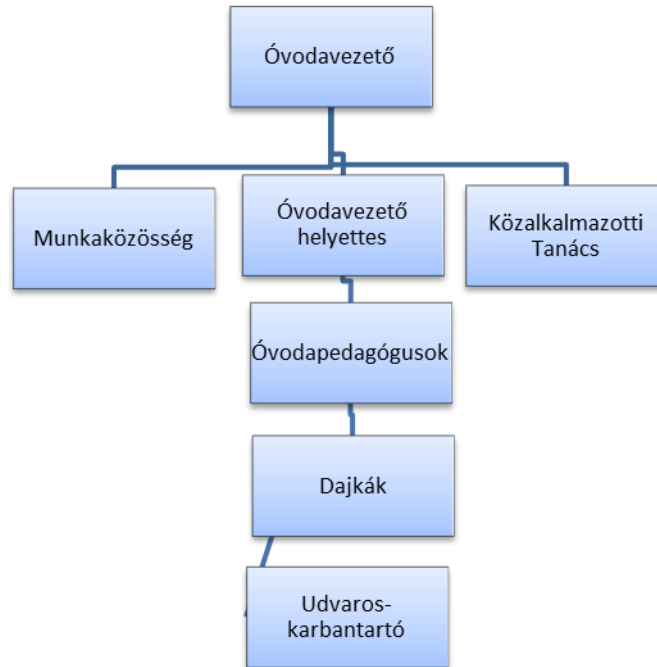 Óvodavezető
Munkaközösség
Óvodavezető
helyettes
Közalkalmazotti
Tanács
Óvodapedagógusok
Dajkák
Udvaros-
karbantartó